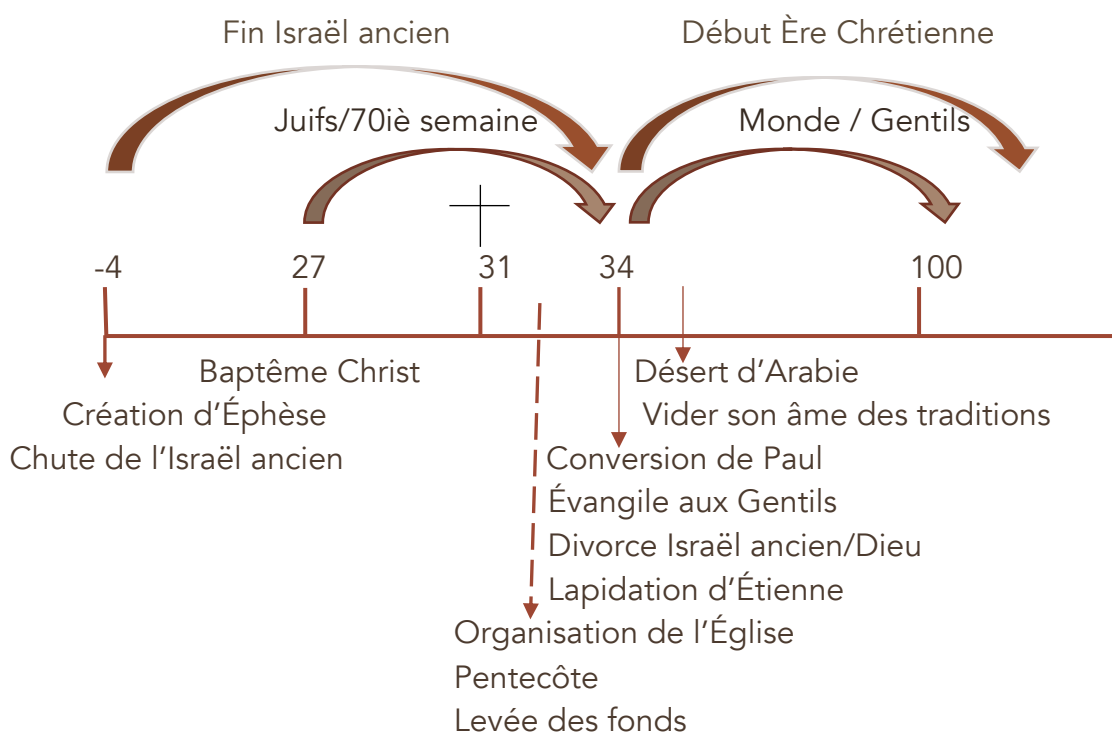 Fin Israël ancien
Début Ère Chrétienne
Juifs/70iè semaine
Monde / Gentils
-4
27
31
34
100
Baptême Christ
Création d'Éphèse
Chute de l'Israël ancien
Désert d'Arabie
Vider son âme des traditions
Conversion de Paul
Évangile aux Gentils
Divorce Israël ancien/Dieu
Lapidation d'Étienne
Organisation de l'Église
Pentecôte
Levée des fonds